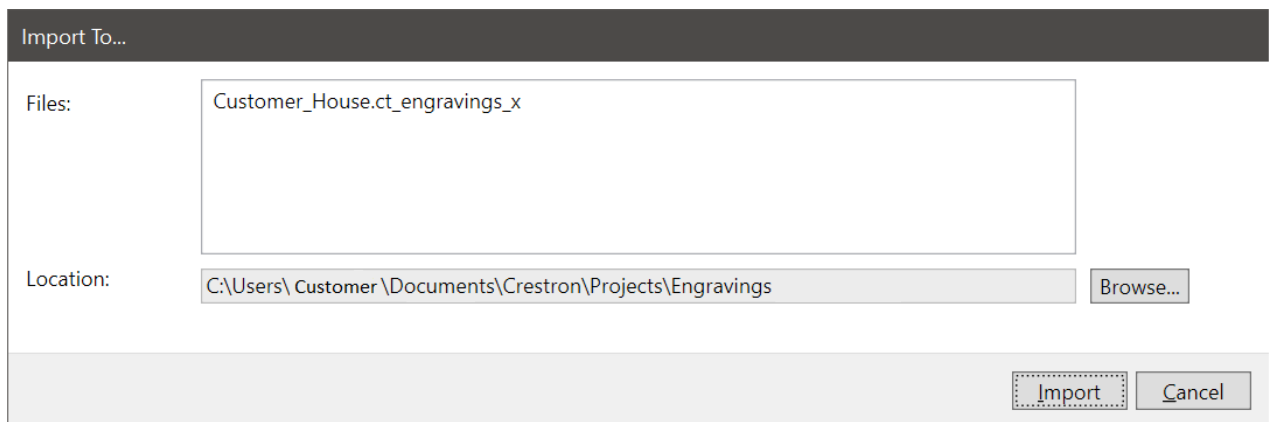 Import To...
Files:
Customer_House.ct_engravings_x
Location:
C:\Users\ Customer \Documents\Crestron\Projects\Engravings
Browse...
Import
Cancel